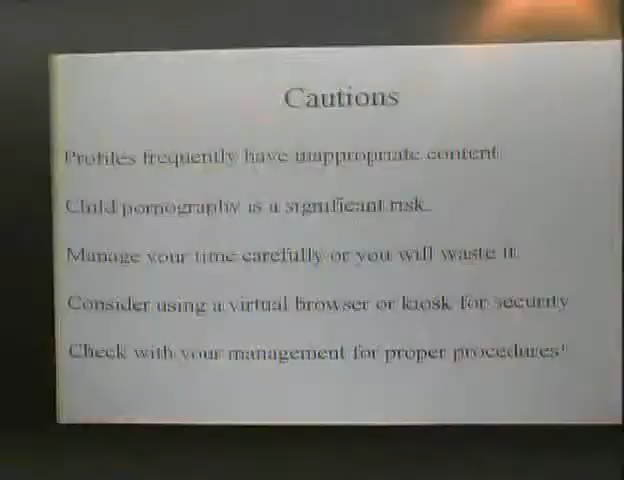 Cautions
Profiles frequently have inappropriate content
Child pornography is a significant risk.
Manage your time carefully or you will waste it.
Consider using a virtual browser or kiosk for security
Check with your management for proper procedures!